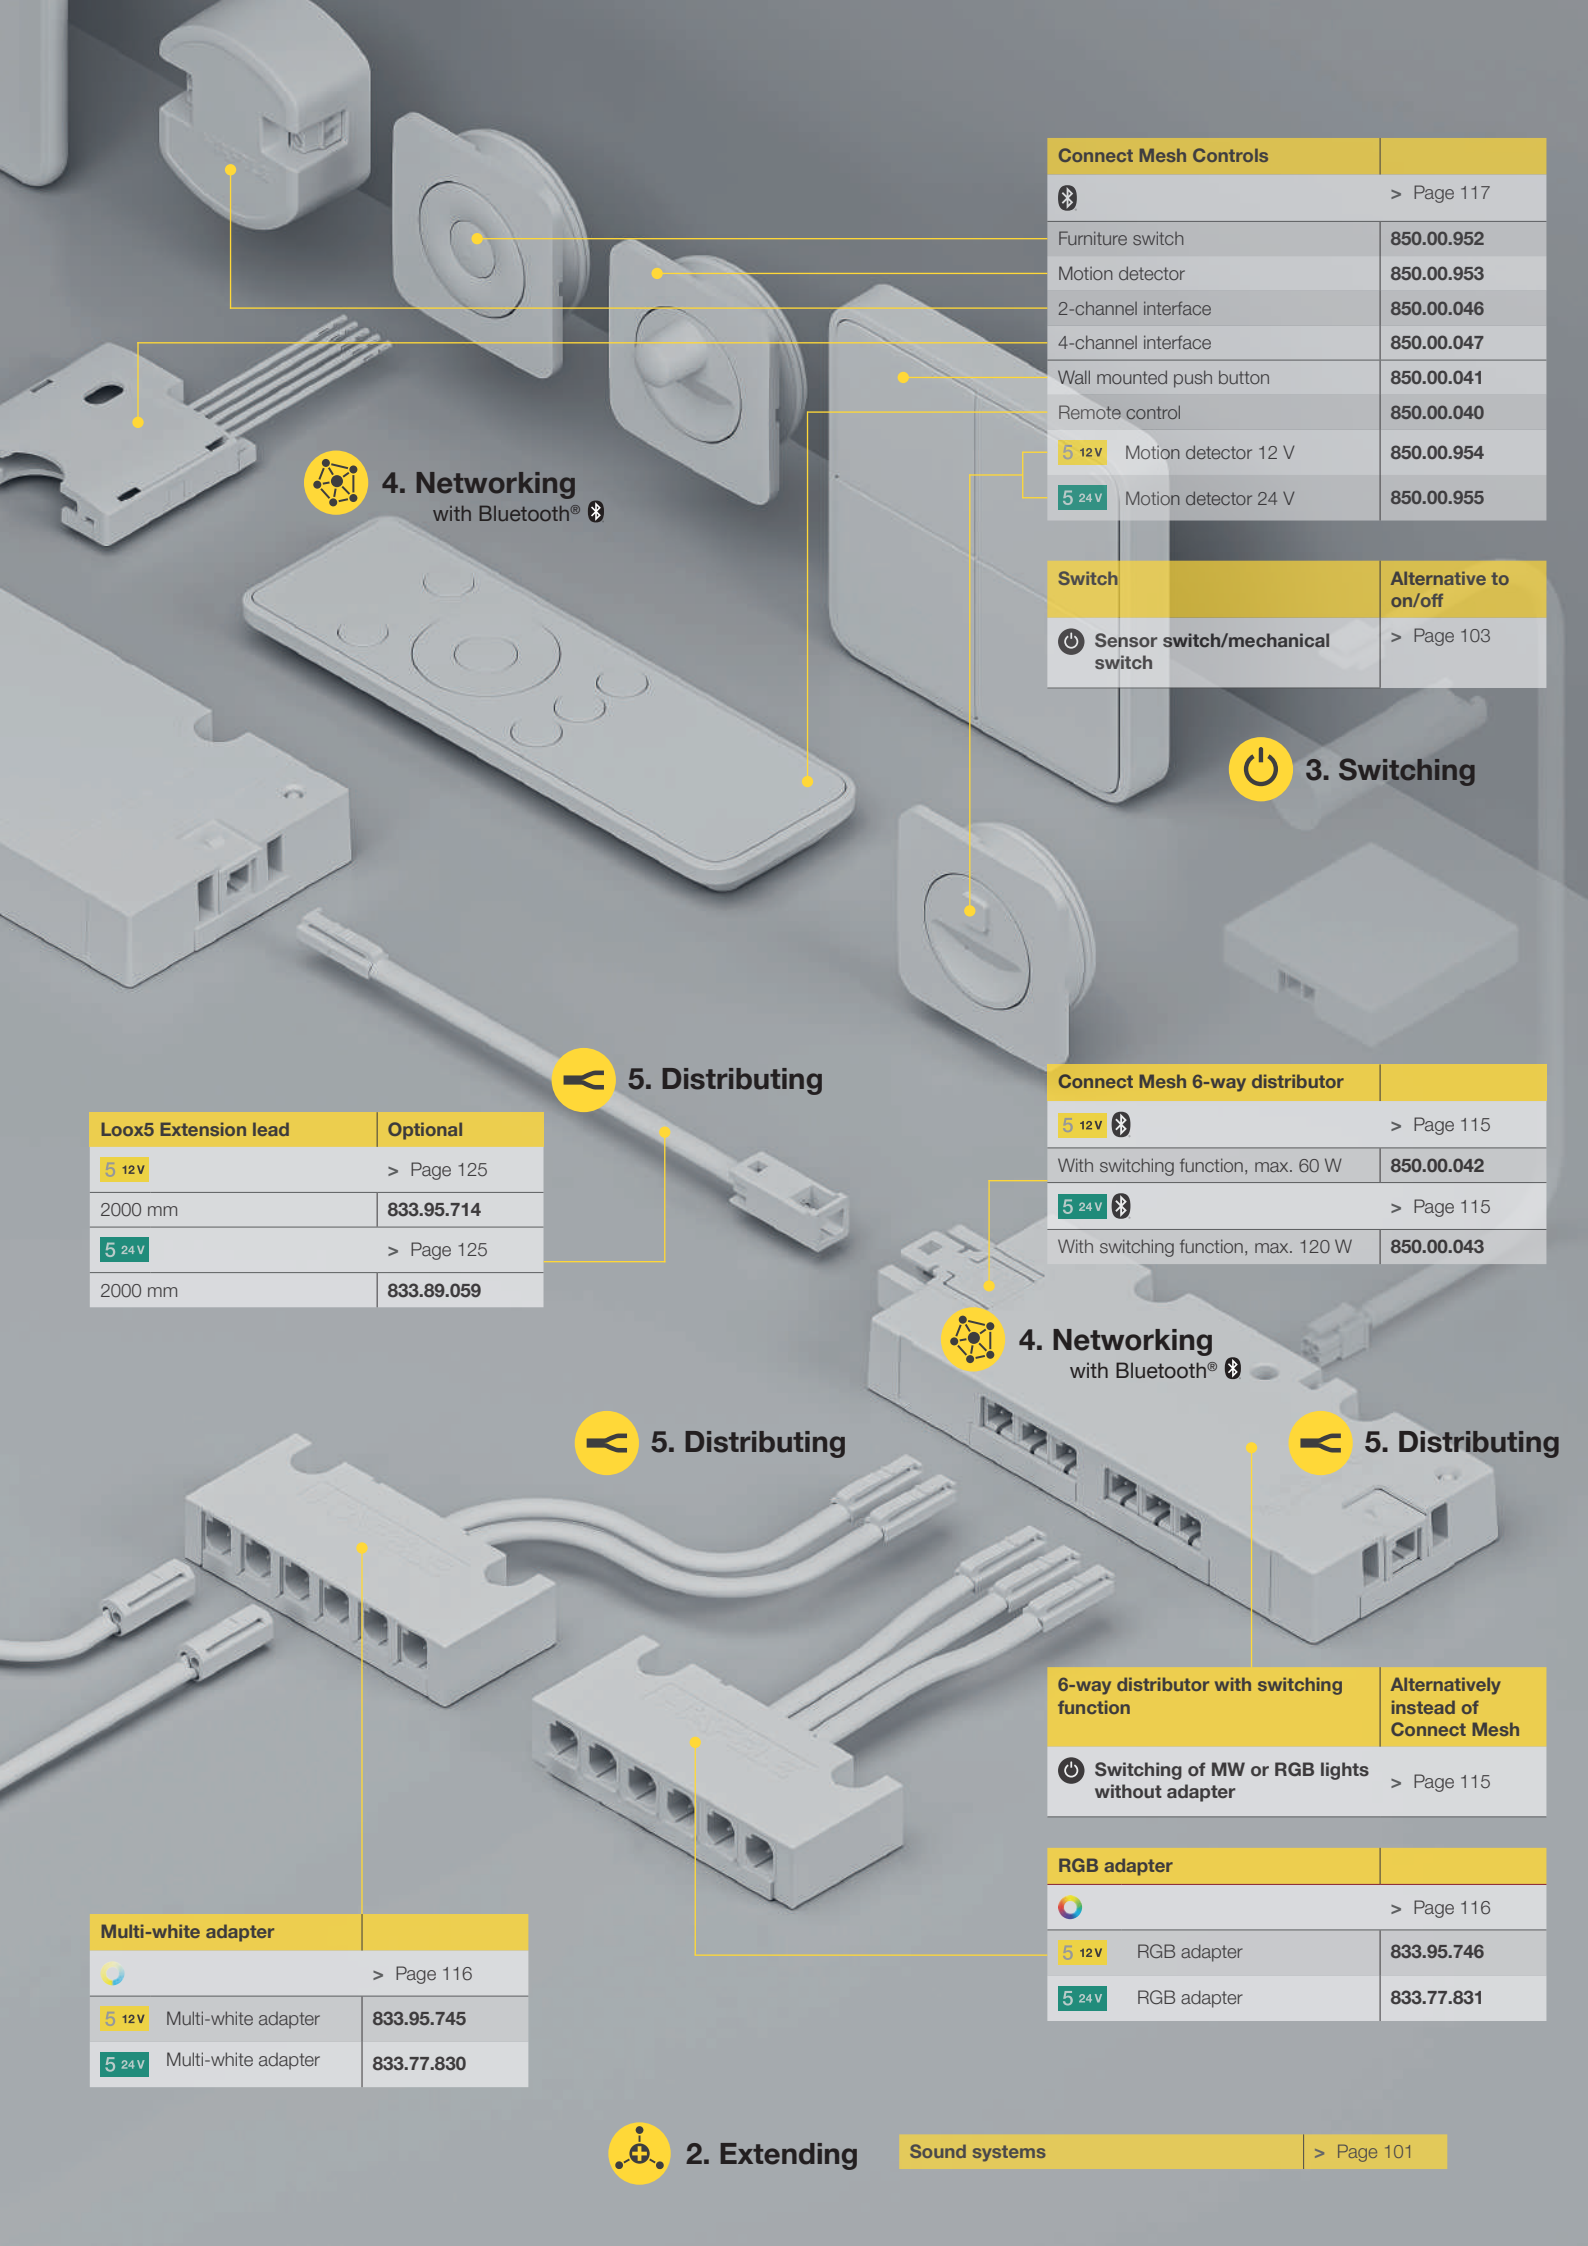 Connect Mesh Controls
> Page 117
Furniture switch 850.00.952
Motion detector 850.00.953
2-channel interface 850.00.046
4-channel interface 850.00.047
Wall mounted push button 850.00.041
Remote control 850.00.040
5 12 V Motion detector 12 V 850.00.954
5 24 V Motion detector 24 V 850.00.955
4. Networking
with Bluetooth®
Switch Alternative to
on/off
Sensor switch/mechanical > Page 103
switch
3. Switching
5. Distributing
Loox5 Extension lead Optional
5 12 V > Page 125
2000 mm 833.95.714
5 24 V > Page 125
2000 mm 833.89.059
Connect Mesh 6-way distributor
5 12 V > Page 115
With switching function, max. 60 W 850.00.042
5 24 V > Page 115
With switching function, max. 120 W 850.00.043
4. Networking
with Bluetooth®
5. Distributing
5. Distributing
6-way distributor with switching Alternatively
function instead of
Connect Mesh
Switching of MW or RGB lights > Page 115
without adapter
RGB adapter
> Page 116
5 12 V RGB adapter 833.95.746
5 24 V RGB adapter 833.77.831
Multi-white adapter
> Page 116
5 12 V Multi-white adapter 833.95.745
5 24 V Multi-white adapter 833.77.830
2. Extending
Sound systems > Page 101